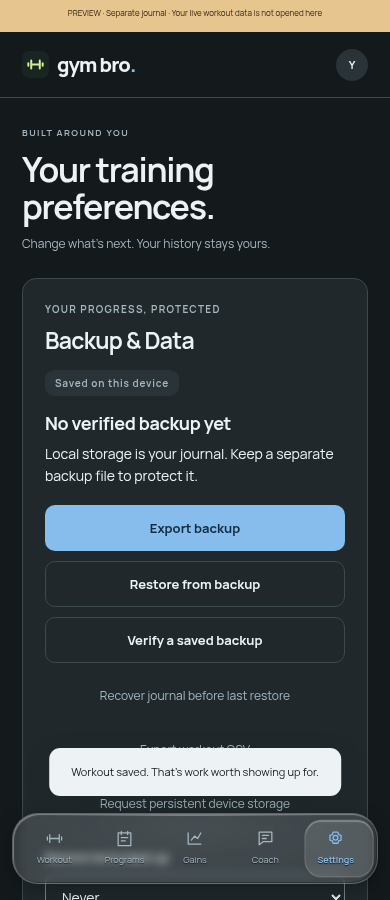 PREVIEW · Separate journal · Your live workout data is not opened here
gym bro.
Y
BUILT AROUND YOU
Your training
preferences.
Change what's next. Your history stays yours.
YOUR PROGRESS, PROTECTED
Backup & Data
Saved on this device
No verified backup yet
Local storage is your journal. Keep a separate
backup file to protect it.
Export backup
Restore from backup
Verify a saved backup
Recover journal before last restore
Export workout CSV
Workout saved. That's work worth showing up for.
Request persistent device storage
Workout
Programs
Gains
Coach
Settings
Never